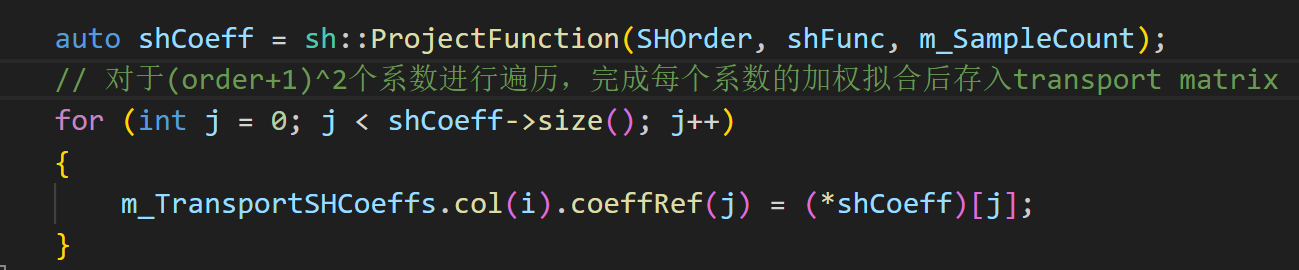 auto shCoeff = sh::ProjectFunction(SHOrder, shFunc, m_SampleCount);
// 对于(order+1)^2个系数进行遍历，完成每个系数的加权拟合后存入transport matrix
for (int j = 0; j < shCoeff->size(); j++)
{
    m_TransportSHCoeffs.col(i).coeffRef(j) = (*shCoeff)[j];
}